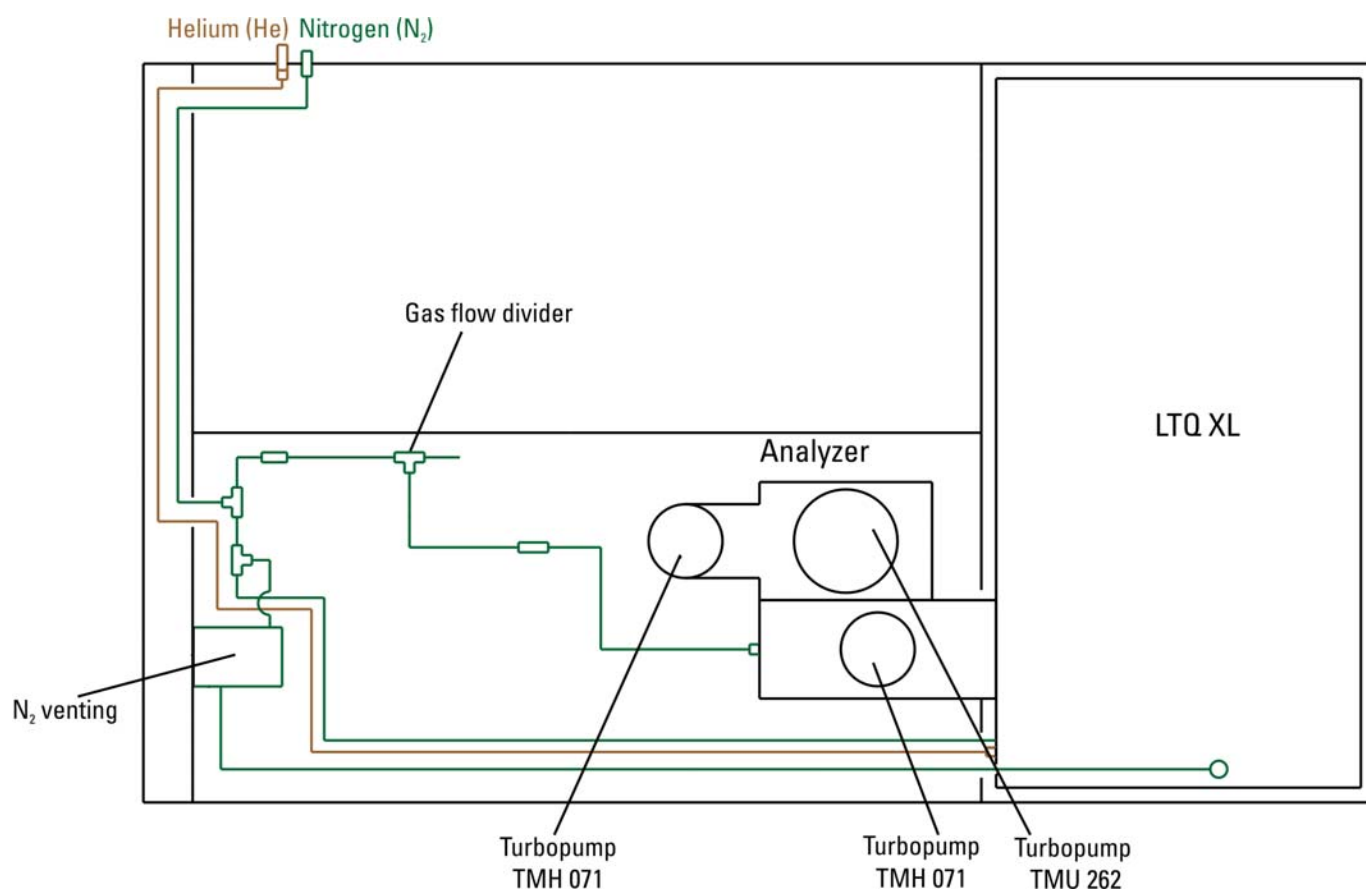 Helium (He) Nitrogen (N₂)
Gas flow divider
Analyzer
LTQ XL
N₂ venting
Turbopump
TMH 071
Turbopump
TMH 071
Turbopump
TMU 262